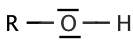 R — O — H